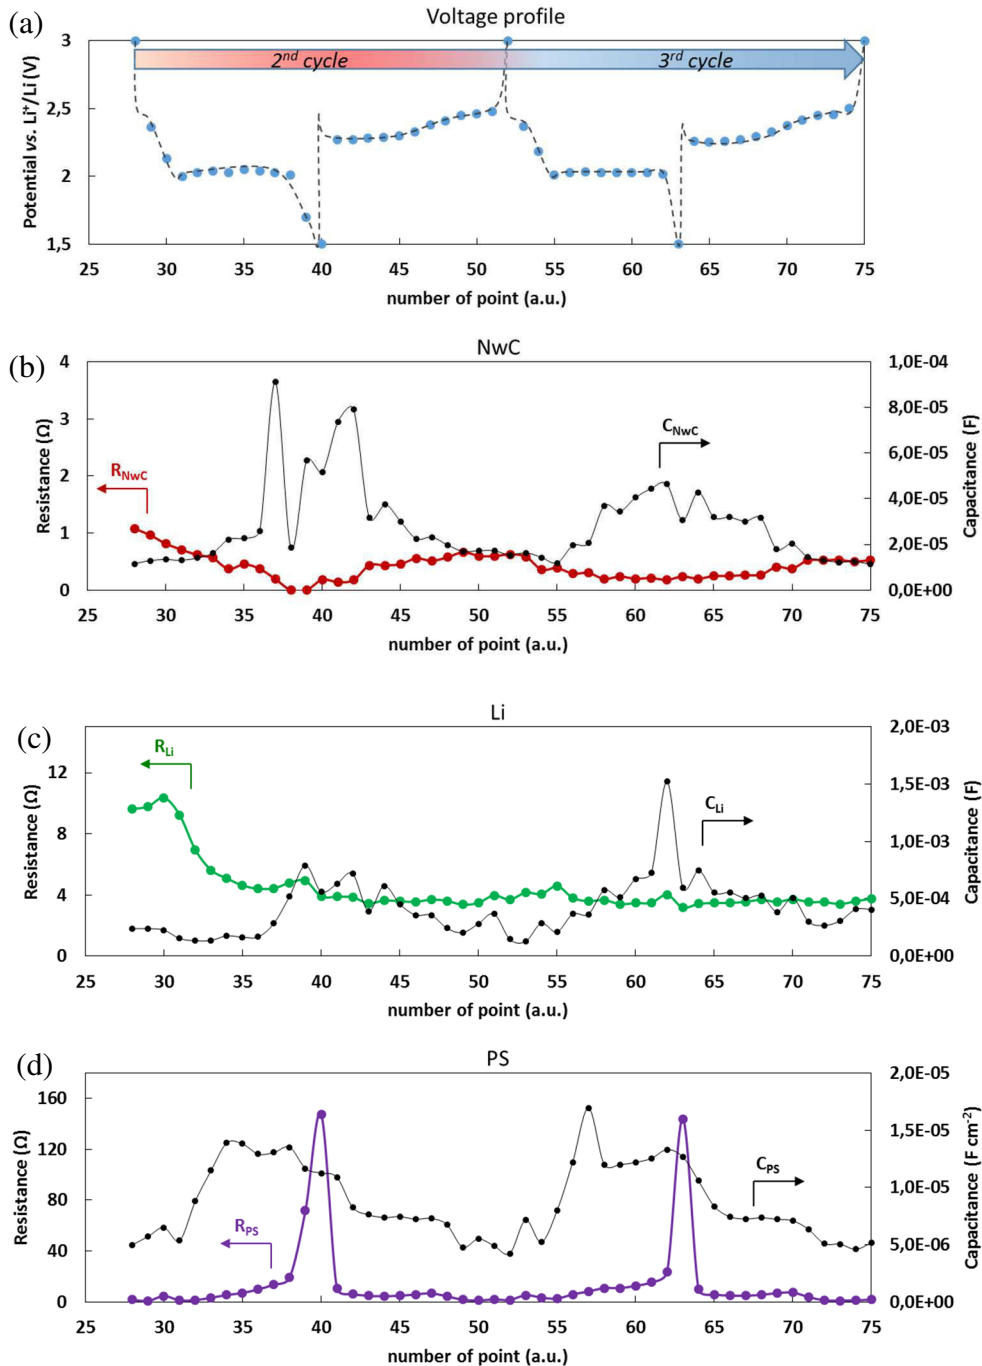 (a)
Voltage profile
Potential vs. Li⁺/Li (V)
3
2,5
2
1,5
2nd cycle
3rd cycle
25 30 35 40 45 50 55 60 65 70 75
number of point (a.u.)
(b)
NwC
Resistance (Ω)
4
3
2
1
0
R_NwC
C_NwC
1,0E-04
8,0E-05
6,0E-05
4,0E-05
2,0E-05
0,0E+00
Capacitance (F)
25 30 35 40 45 50 55 60 65 70 75
number of point (a.u.)
(c)
Li
Resistance (Ω)
12
8
4
0
R_Li
C_Li
2,0E-03
1,5E-03
1,0E-03
5,0E-04
0,0E+00
Capacitance (F)
25 30 35 40 45 50 55 60 65 70 75
number of point (a.u.)
(d)
PS
Resistance (Ω)
160
120
80
40
0
R_PS
C_PS
2,0E-05
1,5E-05
1,0E-05
5,0E-06
0,0E+00
Capacitance (F cm⁻²)
25 30 35 40 45 50 55 60 65 70 75
number of point (a.u.)